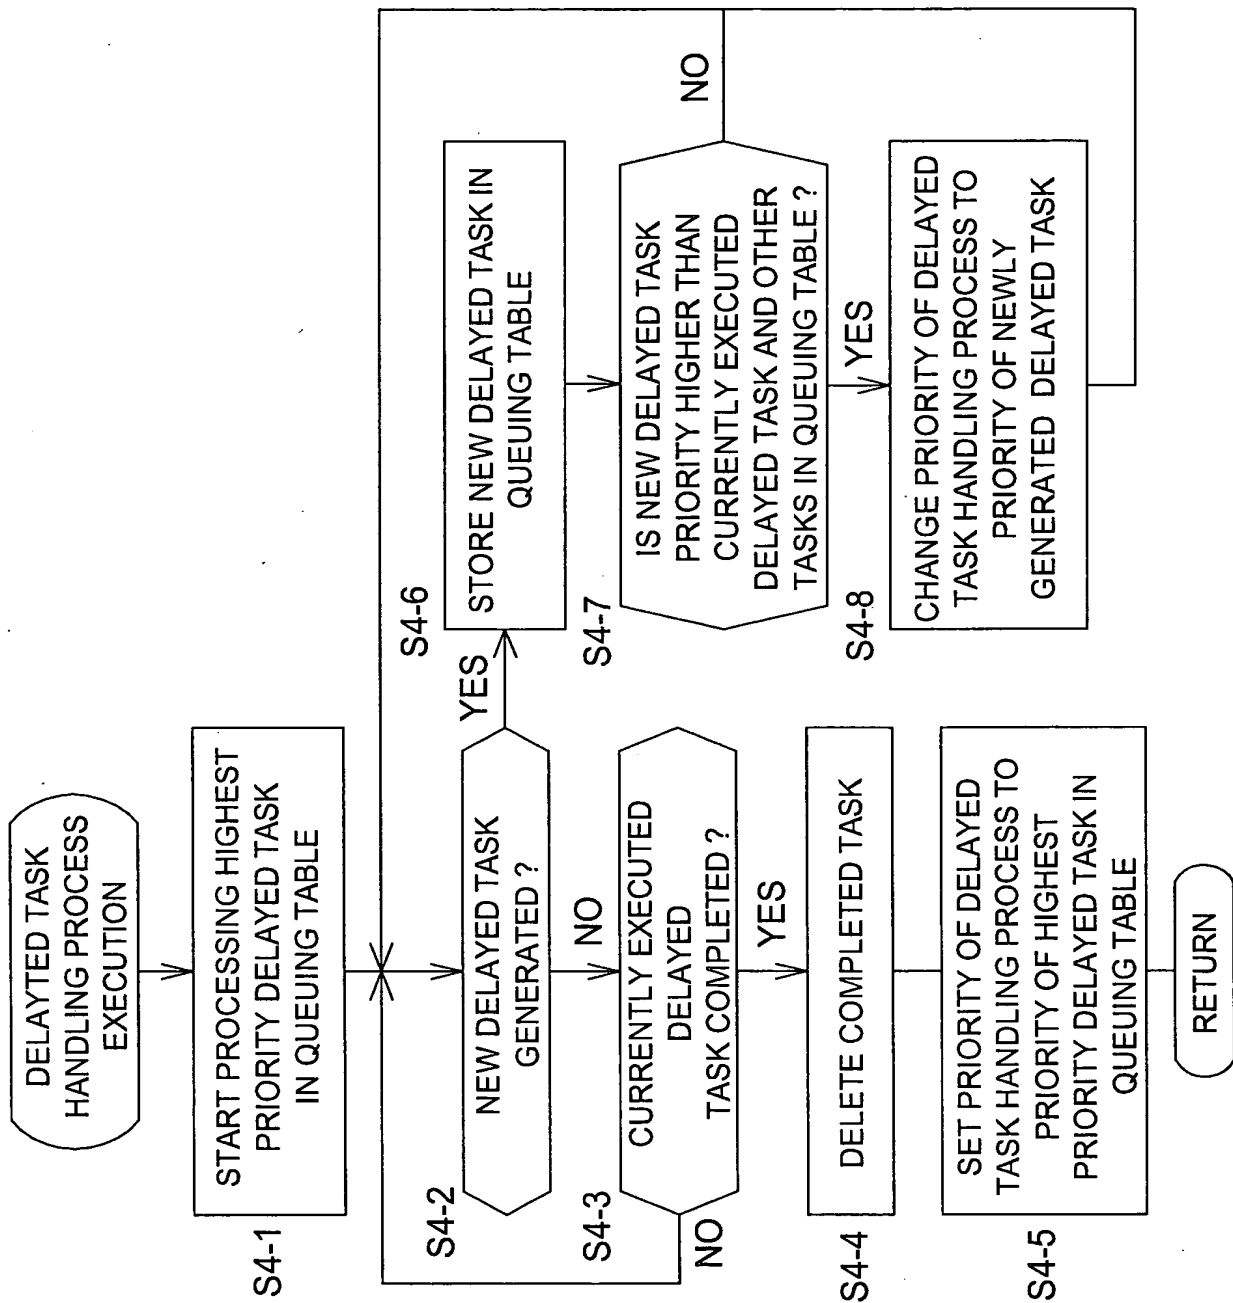 DELAYTED TASK
HANDLING PROCESS
EXECUTION
S4-1
START PROCESSING HIGHEST
PRIORITY DELAYED TASK
IN QUEUING TABLE
S4-2
NEW DELAYED TASK
GENERATED ?
YES
NO
S4-3
CURRENTLY EXECUTED
DELAYED
TASK COMPLETED ?
NO
YES
S4-4
DELETE COMPLETED TASK
S4-5
SET PRIORITY OF DELAYED
TASK HANDLING PROCESS TO
PRIORITY OF HIGHEST
PRIORITY DELAYED TASK IN
QUEUING TABLE
RETURN
S4-6
STORE NEW DELAYED TASK IN
QUEUING TABLE
S4-7
IS NEW DELAYED TASK
PRIORITY HIGHER THAN
CURRENTLY EXECUTED
DELAYED TASK AND OTHER
TASKS IN QUEUING TABLE ?
NO
YES
S4-8
CHANGE PRIORITY OF DELAYED
TASK HANDLING PROCESS TO
PRIORITY OF NEWLY
GENERATED DELAYED TASK